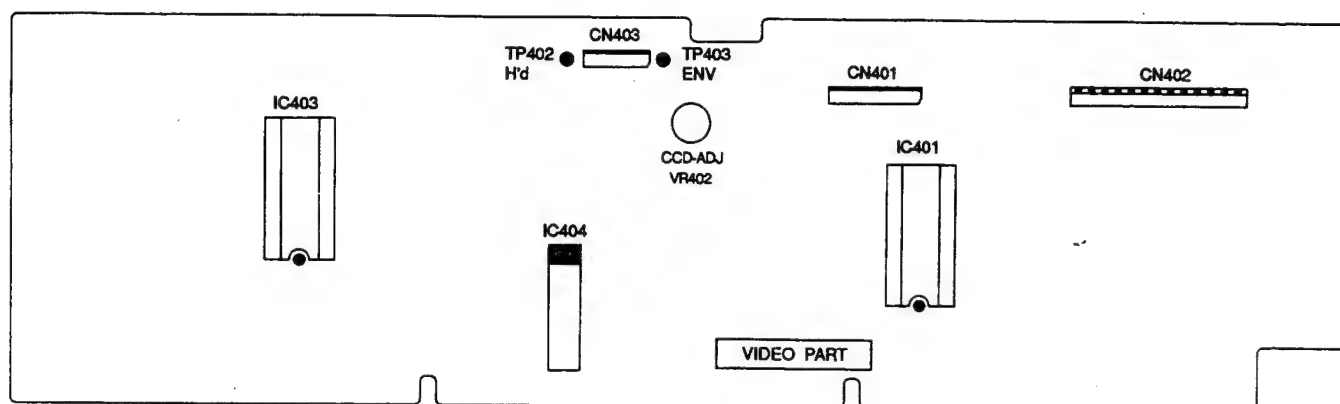 CN403
TP402
H'd
TP403
ENV
CN401
CN402
IC403
CCD-ADJ
VR402
IC401
IC404
VIDEO PART